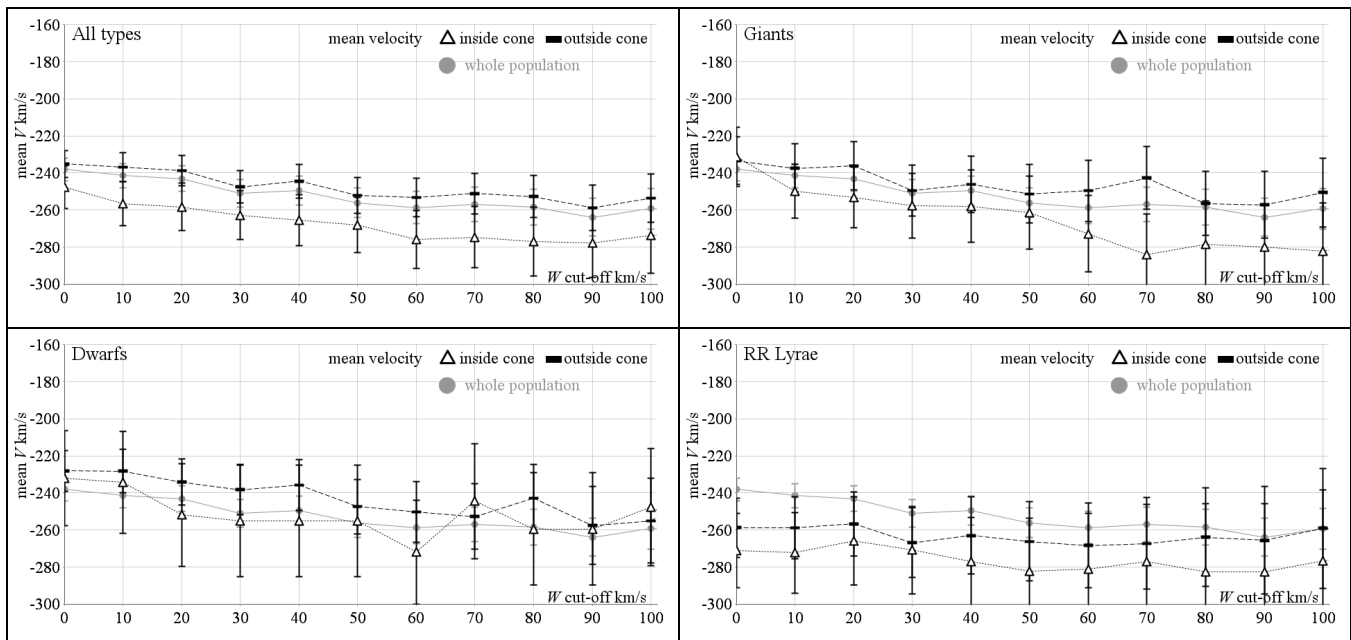 All types
mean velocity inside cone outside cone
whole population
mean V km/s
-160
-180
-200
-220
-240
-260
-280
-300
W cut-off km/s
0 10 20 30 40 50 60 70 80 90 100
Giants
mean velocity inside cone outside cone
whole population
mean V km/s
-160
-180
-200
-220
-240
-260
-280
-300
W cut-off km/s
0 10 20 30 40 50 60 70 80 90 100
Dwarfs
mean velocity inside cone outside cone
whole population
mean V km/s
-160
-180
-200
-220
-240
-260
-280
-300
W cut-off km/s
0 10 20 30 40 50 60 70 80 90 100
RR Lyrae
mean velocity inside cone outside cone
whole population
mean V km/s
-160
-180
-200
-220
-240
-260
-280
-300
W cut-off km/s
0 10 20 30 40 50 60 70 80 90 100